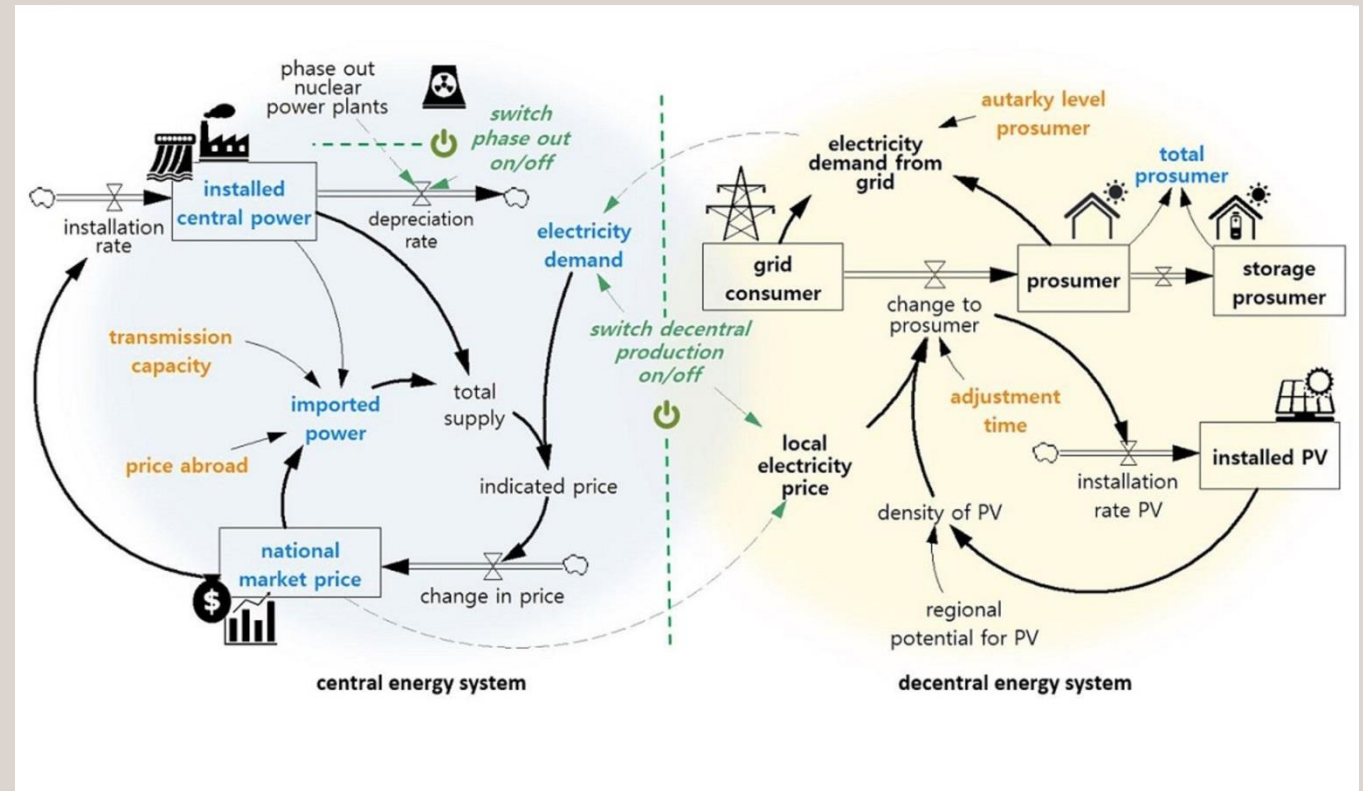 phase out
nuclear
power plants
switch
phase out
on/off
installed
central power
installation
rate
depreciation
rate
electricity
demand
transmission
capacity
imported
power
total
supply
price abroad
indicated price
national
market price
$
change in price
central energy system
switch decentral
production
on/off
autarky level
prosumer
electricity
demand from
grid
total
prosumer
grid
consumer
prosumer
storage
prosumer
change to
prosumer
adjustment
time
local
electricity
price
installed PV
installation
rate PV
density of PV
regional
potential for PV
decentral energy system